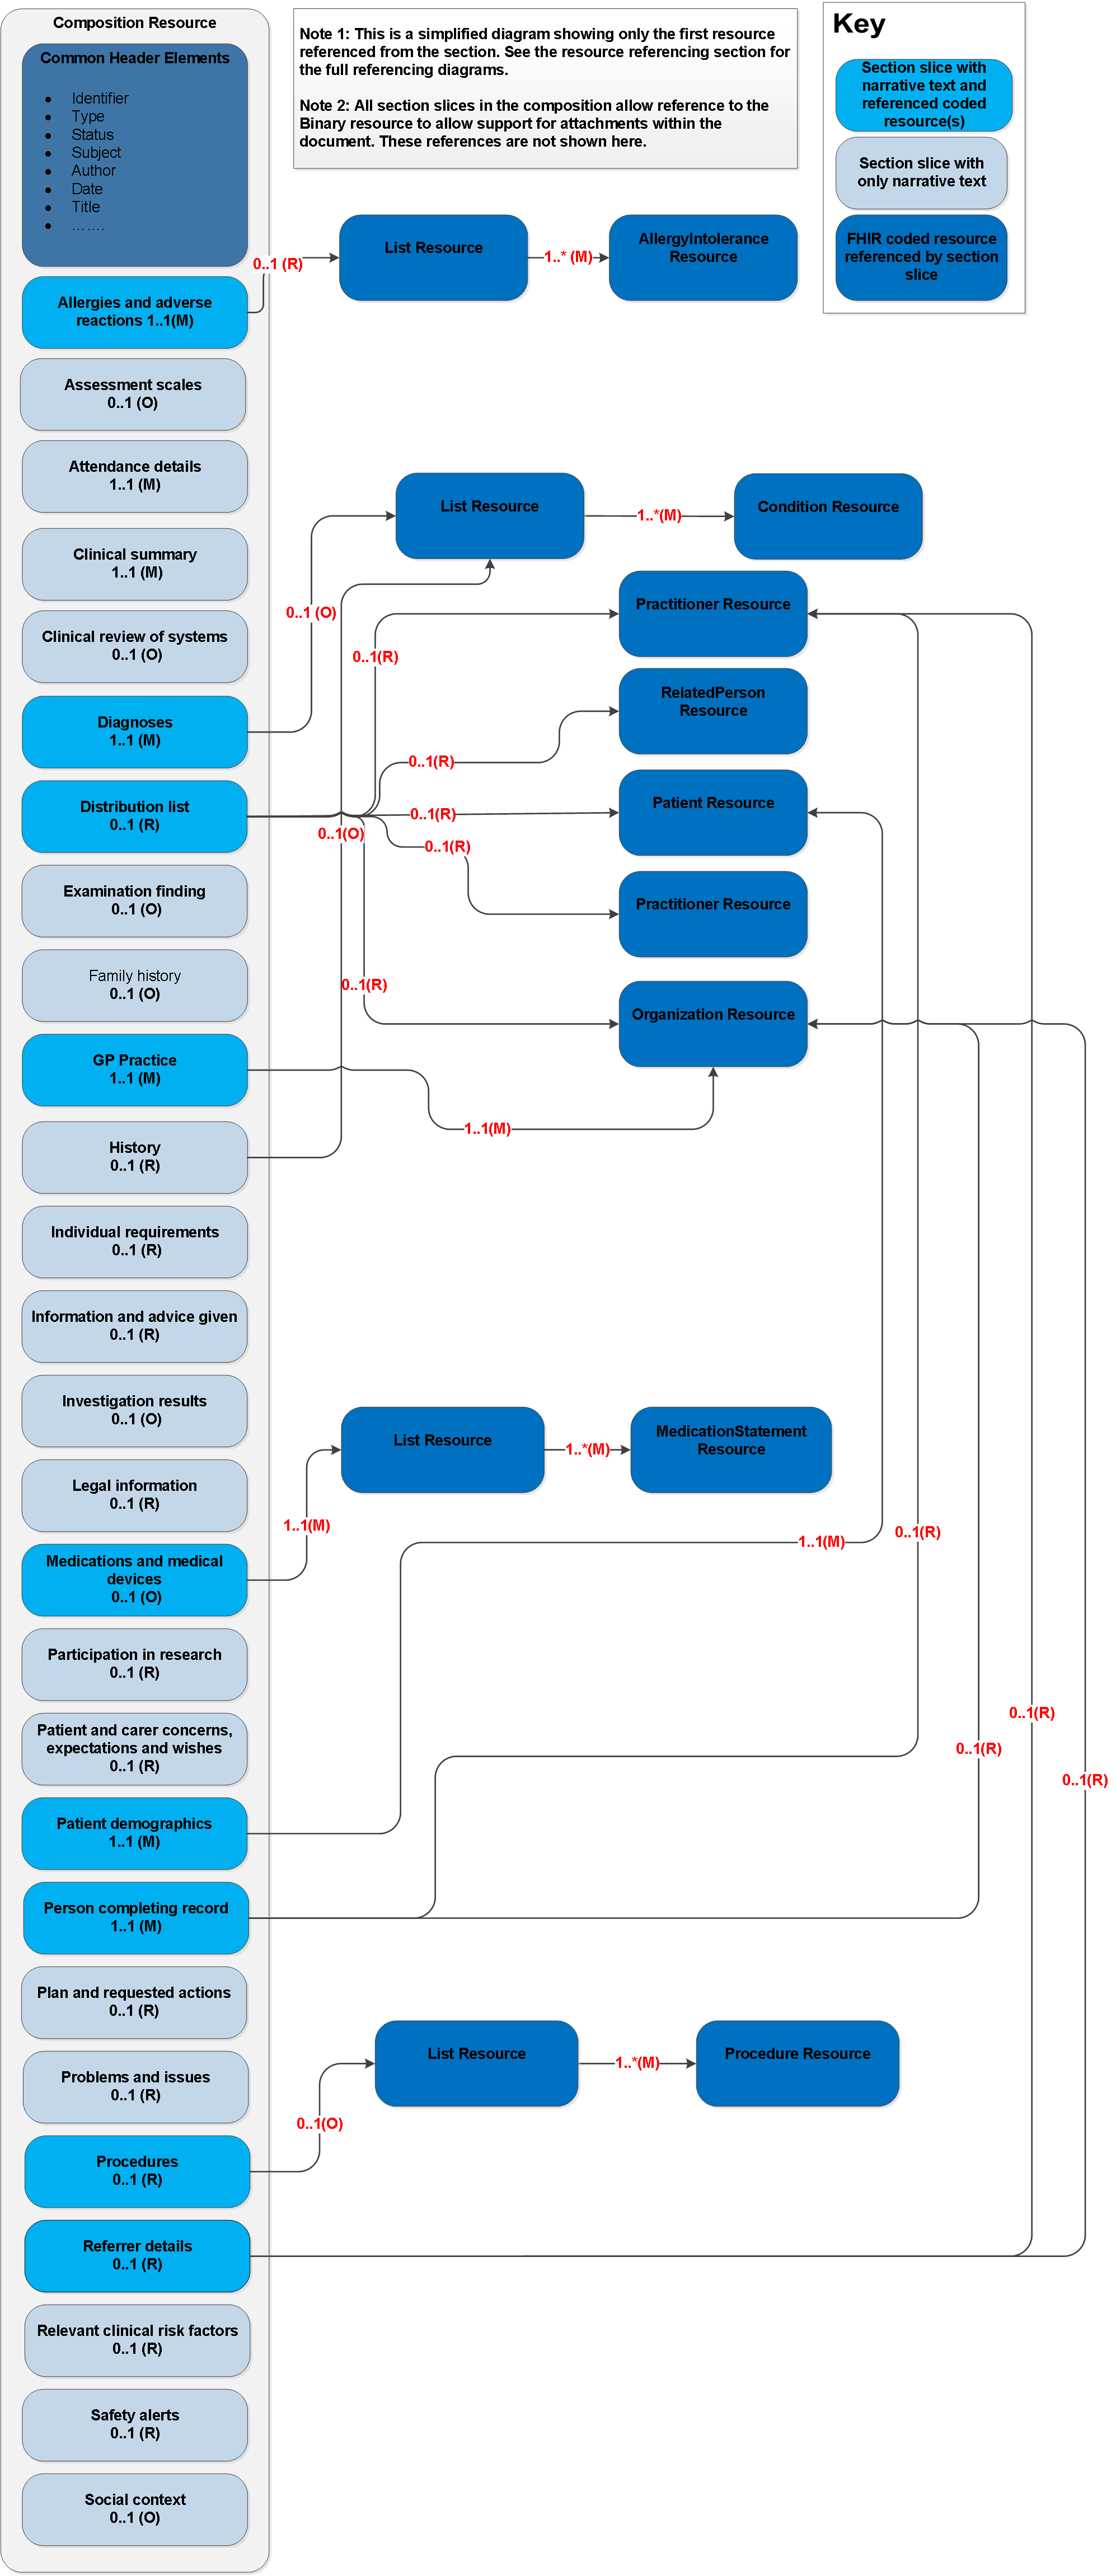 Composition Resource
Common Header Elements
● Identifier
● Type
● Status
● Subject
● Author
● Date
● Title
● …….
Note 1: This is a simplified diagram showing only the first resource
referenced from the section. See the resource referencing section for
the full referencing diagrams.
Note 2: All section slices in the composition allow reference to the
Binary resource to allow support for attachments within the
document. These references are not shown here.
Key
Section slice with
narrative text and
referenced coded
resource(s)
Section slice with
only narrative text
FHIR coded resource
referenced by section
slice
Allergies and adverse
reactions 1..1(M)
0..1 (R)
List Resource
1..* (M)
AllergyIntolerance
Resource
Assessment scales
0..1 (O)
Attendance details
1..1 (M)
List Resource
1..*(M)
Condition Resource
Clinical summary
1..1 (M)
Clinical review of systems
0..1 (O)
0..1 (O)
Practitioner Resource
0..1(R)
Diagnoses
1..1 (M)
RelatedPerson
Resource
0..1(R)
Distribution list
0..1 (R)
0..1(R)
Patient Resource
0..1(O)
0..1(R)
Examination finding
0..1 (O)
Practitioner Resource
Family history
0..1 (O)
0..1(R)
Organization Resource
GP Practice
1..1 (M)
1..1(M)
History
0..1 (R)
Individual requirements
0..1 (R)
Information and advice given
0..1 (R)
Investigation results
0..1 (O)
List Resource
1..*(M)
MedicationStatement
Resource
Legal information
0..1 (R)
1..1(M)
1..1(M)
0..1(R)
Medications and medical
devices
0..1 (O)
Participation in research
0..1 (R)
Patient and carer concerns,
expectations and wishes
0..1 (R)
0..1(R)
0..1(R)
0..1(R)
Patient demographics
1..1 (M)
Person completing record
1..1 (M)
Plan and requested actions
0..1 (R)
Problems and issues
0..1 (R)
List Resource
1..*(M)
Procedure Resource
0..1(O)
Procedures
0..1 (R)
Referrer details
0..1 (R)
Relevant clinical risk factors
0..1 (R)
Safety alerts
0..1 (R)
Social context
0..1 (O)